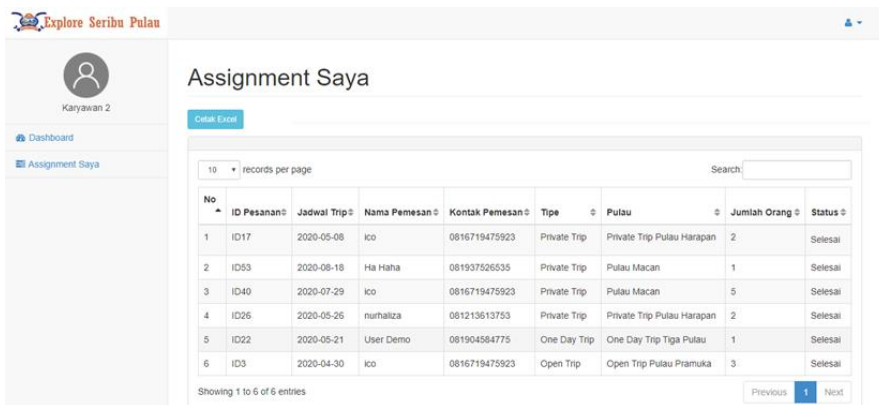 Explore Seribu Pulau
Karyawan 2
Dashboard
Assignment Saya
Assignment Saya
Cetak Excel
10 records per page Search:
No ID Pesanan Jadwal Trip Nama Pemesan Kontak Pemesan Tipe Pulau Jumlah Orang Status
1 ID17 2020-05-08 ico 0816719475923 Private Trip Private Trip Pulau Harapan 2 Selesai
2 ID53 2020-08-18 Ha Haha 081937526535 Private Trip Pulau Macan 1 Selesai
3 ID40 2020-07-29 ico 0816719475923 Private Trip Pulau Macan 5 Selesai
4 ID26 2020-05-26 nurhaliza 081213613753 Private Trip Private Trip Pulau Harapan 2 Selesai
5 ID22 2020-05-21 User Demo 081904584775 One Day Trip One Day Trip Tiga Pulau 1 Selesai
6 ID3 2020-04-30 ico 0816719475923 Open Trip Open Trip Pulau Pramuka 3 Selesai
Showing 1 to 6 of 6 entries Previous 1 Next